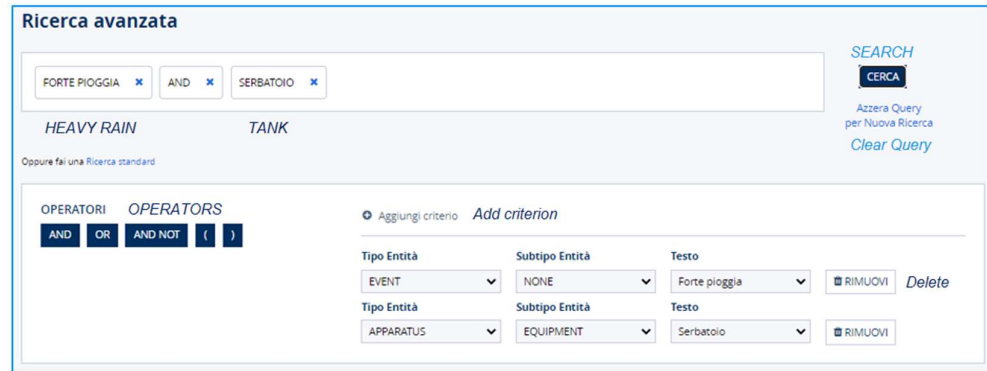 Ricerca avanzata
SEARCH
FORTE PIOGGIA × AND × SERBATOIO ×
CERCA
HEAVY RAIN TANK
Azzera Query
per Nuova Ricerca
Clear Query
Oppure fai una Ricerca standard
OPERATORI OPERATORS
AND OR AND NOT ( )
Aggiungi criterio Add criterion
Tipo Entità Subtipo Entità Testo
EVENT NONE Forte pioggia RIMUOVI Delete
Tipo Entità Subtipo Entità Testo
APPARATUS EQUIPMENT Serbatoio RIMUOVI